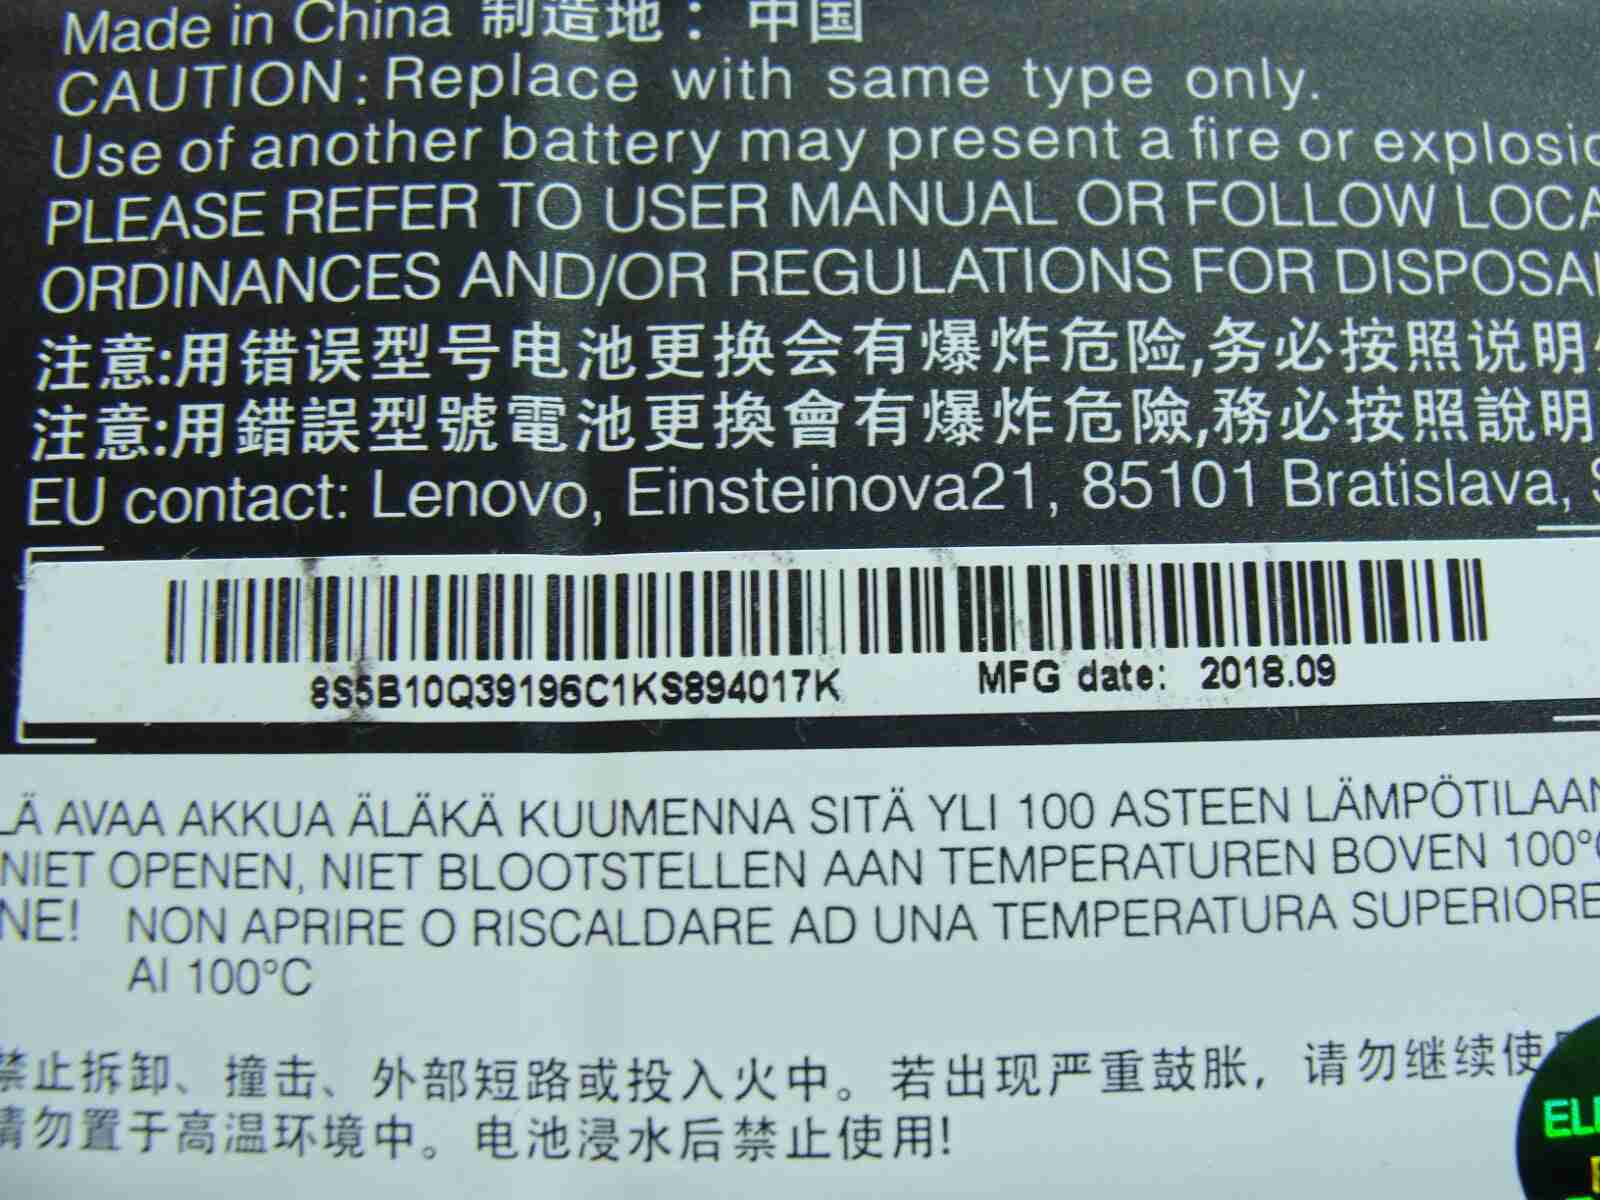 Made in China 制造地：中国
CAUTION: Replace with same type only.
Use of another battery may present a fire or explosio
PLEASE REFER TO USER MANUAL OR FOLLOW LOCA
ORDINANCES AND/OR REGULATIONS FOR DISPOSAL
注意:用错误型号电池更换会有爆炸危险,务必按照说明
注意:用錯誤型號電池更換會有爆炸危險,務必按照說明
EU contact: Lenovo, Einsteinova21, 85101 Bratislava, S
8S5B10Q39196C1KS894017K MFG date: 2018.09
LÄ AVAA AKKUA ÄLÄKÄ KUUMENNA SITÄ YLI 100 ASTEEN LÄMPÖTILAAN
NIET OPENEN, NIET BLOOTSTELLEN AAN TEMPERATUREN BOVEN 100°C
NE! NON APRIRE O RISCALDARE AD UNA TEMPERATURA SUPERIORE
AI 100°C
禁止拆卸、撞击、外部短路或投入火中。若出现严重鼓胀，请勿继续使用
请勿置于高温环境中。电池浸水后禁止使用!